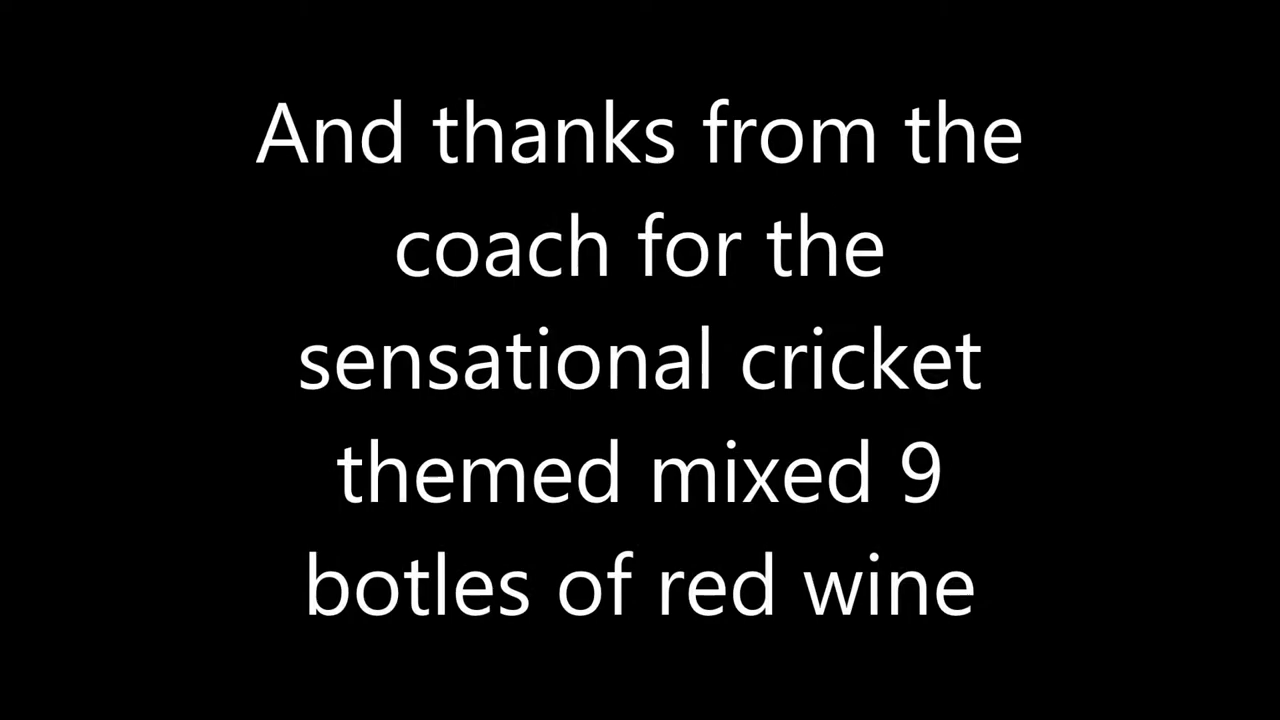 And thanks from the
coach for the
sensational cricket
themed mixed 9
botles of red wine